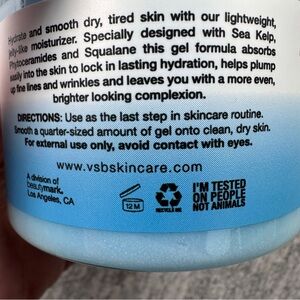 Hydrate and smooth dry, tired skin with our lightweight,
jelly-like moisturizer. Specially designed with Sea Kelp,
Phytoceramides and Squalane this gel formula absorbs
easily into the skin to lock in lasting hydration, helps plump
up fine lines and wrinkles and leaves you with a more even,
brighter looking complexion.
DIRECTIONS: Use as the last step in skincare routine.
Smooth a quarter-sized amount of gel onto clean, dry skin.
For external use only, avoid contact with eyes.
www.vsbskincare.com
A division of
beautymark.
Los Angeles, CA
12 M
RECYCLE ME
I'M TESTED
ON PEOPLE
NOT ANIMALS